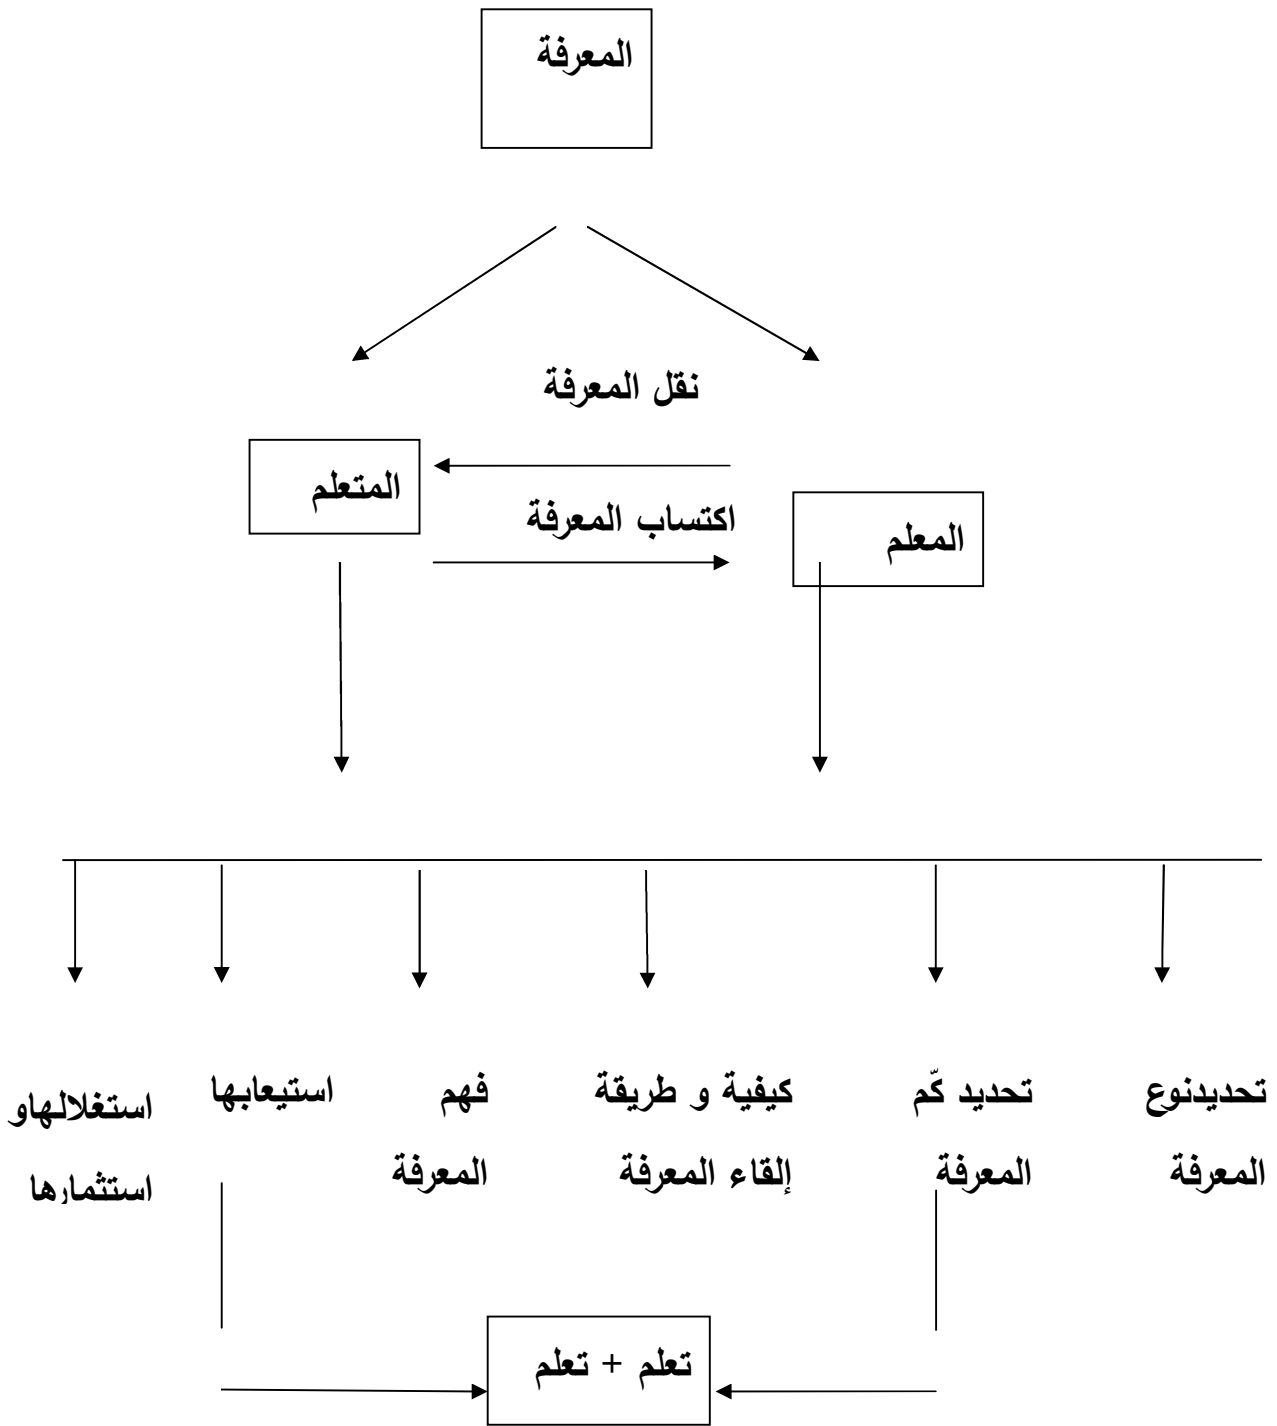 المعرفة
نقل المعرفة
المتعلم
اكتساب المعرفة
المعلم
تحديدنوع
المعرفة
تحديد كّم
المعرفة
كيفية و طريقة
إلقاء المعرفة
فهم
المعرفة
استيعابها
استغلالهاو
استثمارها
تعلم + تعلم